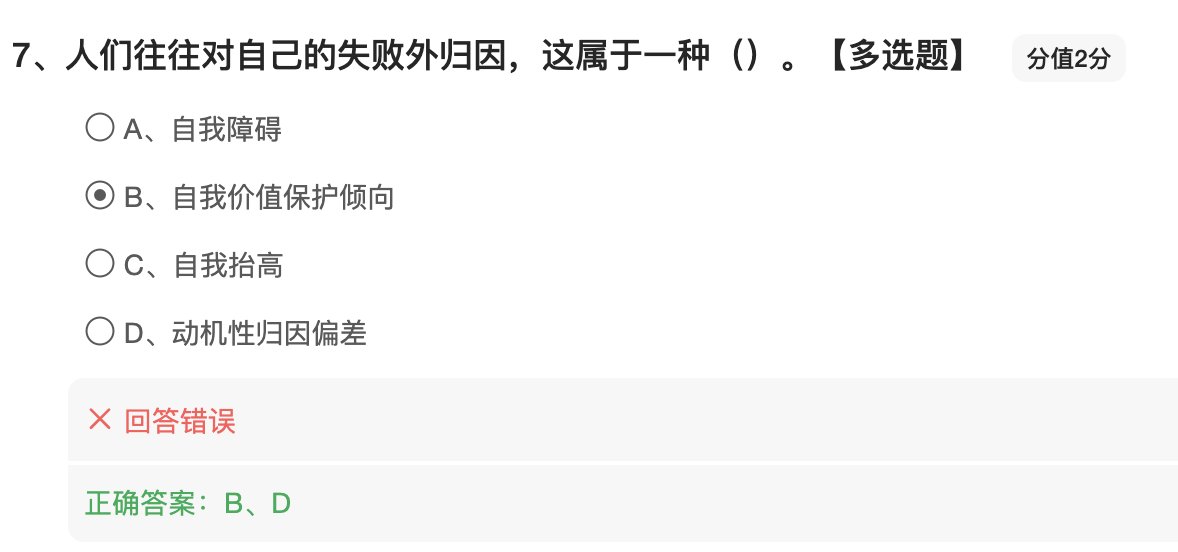 7、人们往往对自己的失败外归因，这属于一种（）。【多选题】 分值2分
A、自我障碍
B、自我价值保护倾向
C、自我抬高
D、动机性归因偏差
回答错误
正确答案：B、D